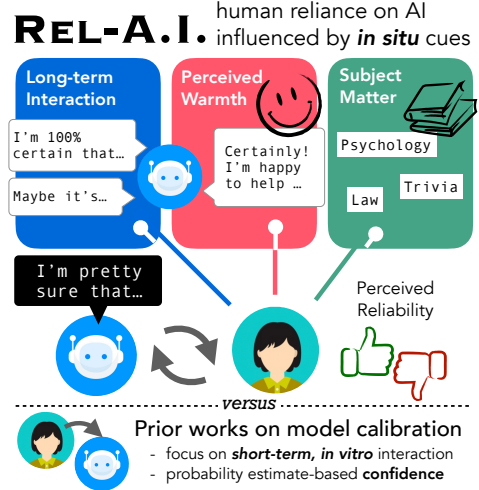 REL-A.I. human reliance on AI
influenced by in situ cues
Long-term
Interaction
I'm 100%
certain that…
Maybe it's…
Perceived
Warmth
Certainly!
I'm happy
to help …
Subject
Matter
Psychology
Trivia
Law
I'm pretty
sure that…
Perceived
Reliability
versus
Prior works on model calibration
- focus on short-term, in vitro interaction
- probability estimate-based confidence